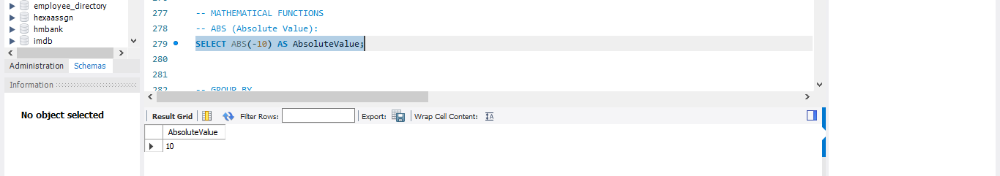 employee_directory
hexaassgn
hmbank
imdb
Administration Schemas
Information
No object selected
277 -- MATHEMATICAL FUNCTIONS
278 -- ABS (Absolute Value):
279 SELECT ABS(-10) AS AbsoluteValue;
280
281
282 -- GROUP BY
Result Grid Filter Rows: Export: Wrap Cell Content: IA
AbsoluteValue
10